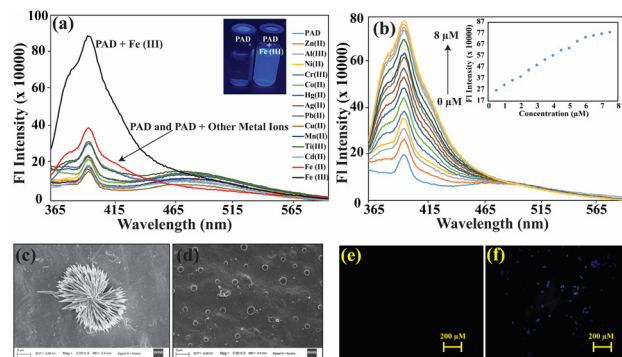 (a)
PAD + Fe (III)
PAD
PAD
+
Fe (III)
PAD and PAD + Other Metal Ions
PAD
Zn(II)
Al(III)
Ni(II)
Cr(III)
Co(II)
Hg(II)
Ag(II)
Pb(II)
Cu(II)
Mn(II)
Ti(III)
Cd(II)
Fe (II)
Fe (III)
Fl Intensity (x 10000)
100
80
60
40
20
0
365
415
465
515
565
Wavelength (nm)
(b)
8 µM
0 µM
Fl Intensity (x 10000)
80
60
40
20
0
365
415
465
515
565
Wavelength (nm)
Fl Intensity (x 10000)
87
77
67
57
47
37
27
17
0
1
2
3
4
5
6
7
8
Concentration (µM)
(c)
(d)
(e)
200 µM
(f)
200 µM